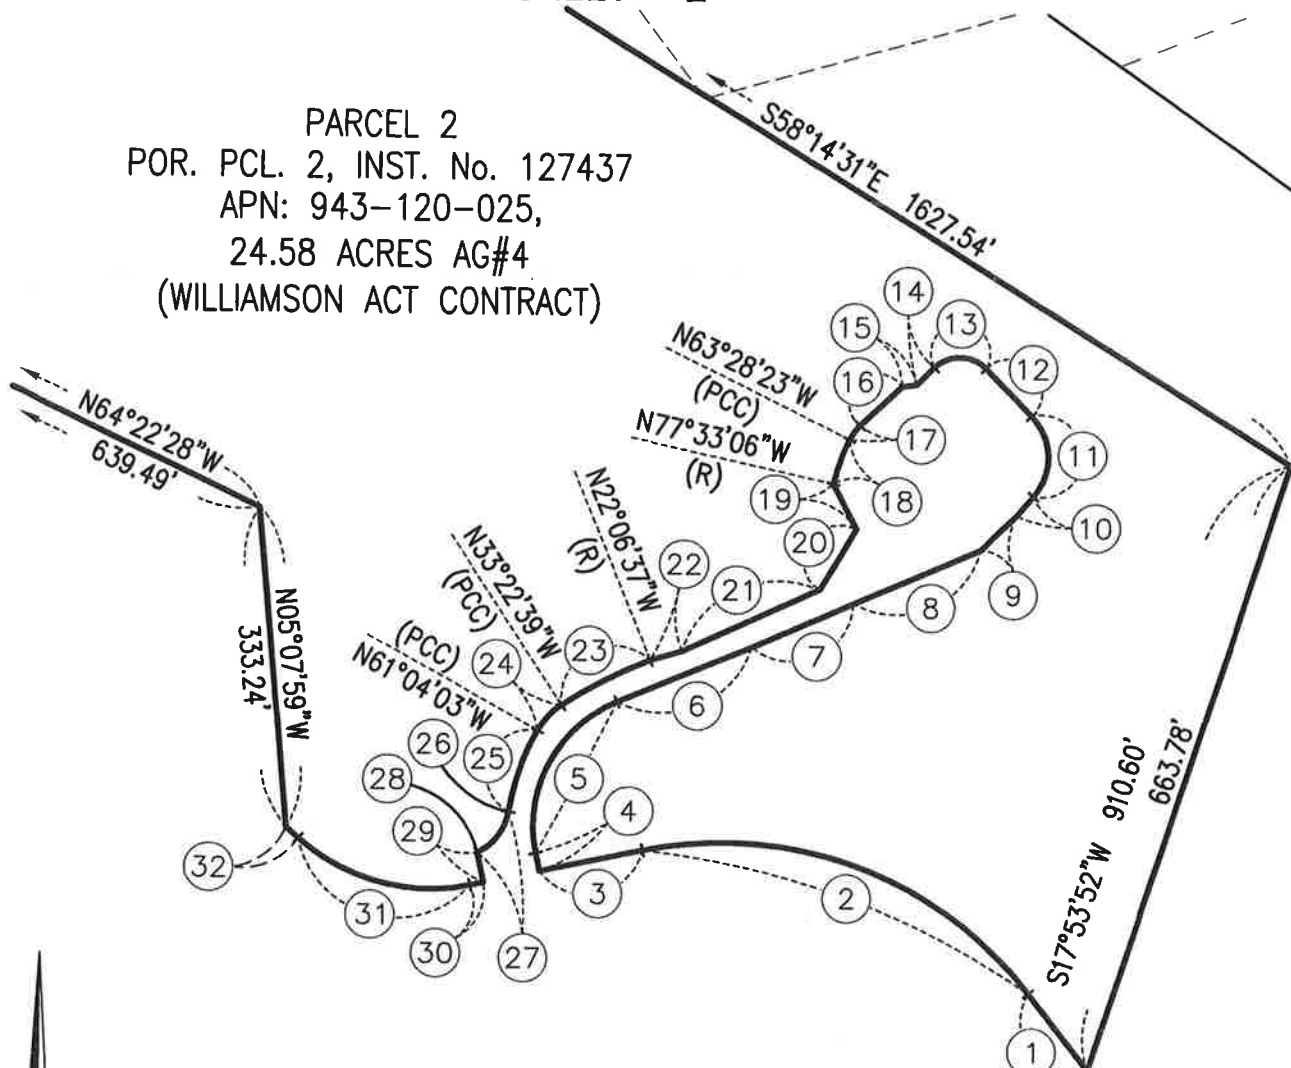 PARCEL 2
POR. PCL. 2, INST. No. 127437
APN: 943-120-025,
24.58 ACRES AG#4
(WILLIAMSON ACT CONTRACT)
S58°14'31"E 1627.54'
N63°28'23"W
(PCC)
N77°33'06"W
(R)
N22°06'37"W
(R)
N33°22'39"W
(PCC)
(PCC)
N61°04'03"W
N64°22'28"W
639.49'
N05°07'59"W
333.24'
S17°53'52"W 910.60'
663.78'
14
13
15
12
16
17
11
18
19
10
20
22
21
9
8
7
23
24
6
26
25
28
5
4
29
32
3
2
31
30
27
1